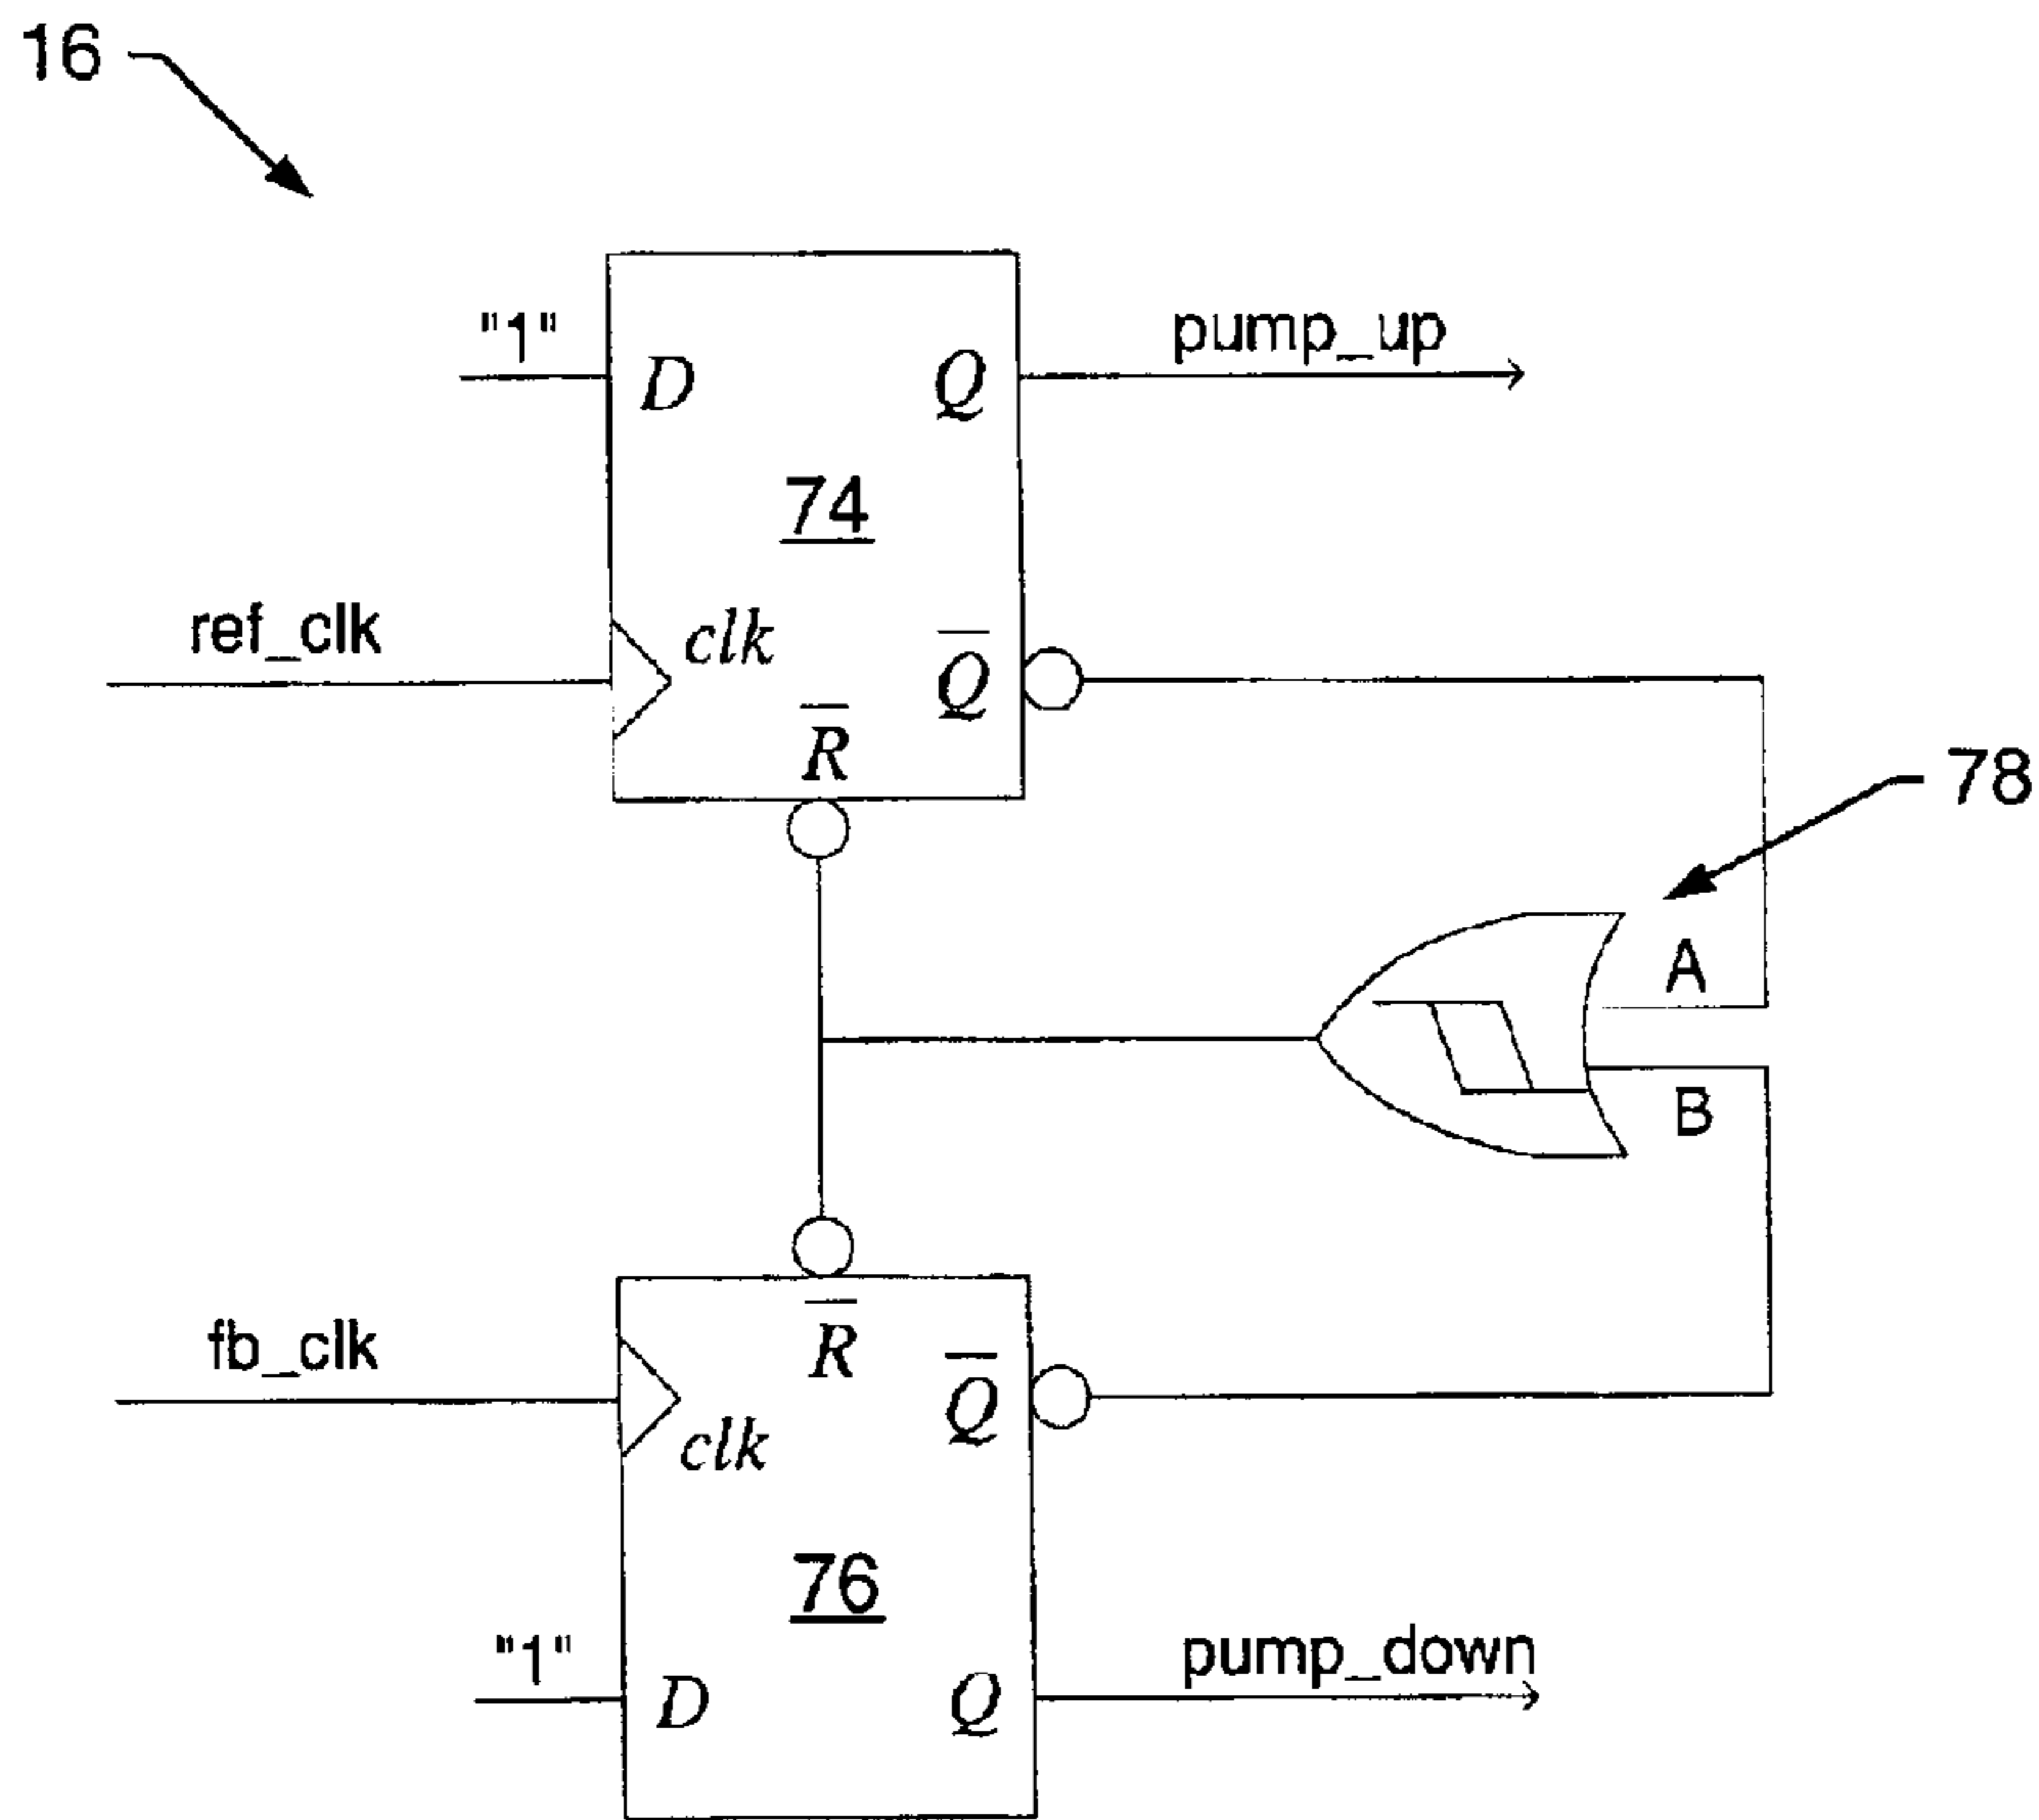 16
"1"
pump_up
D
Q
74
ref_clk
clk
Q
R
78
A
B
fb_clk
R
Q
clk
76
"1"
pump_down
D
Q